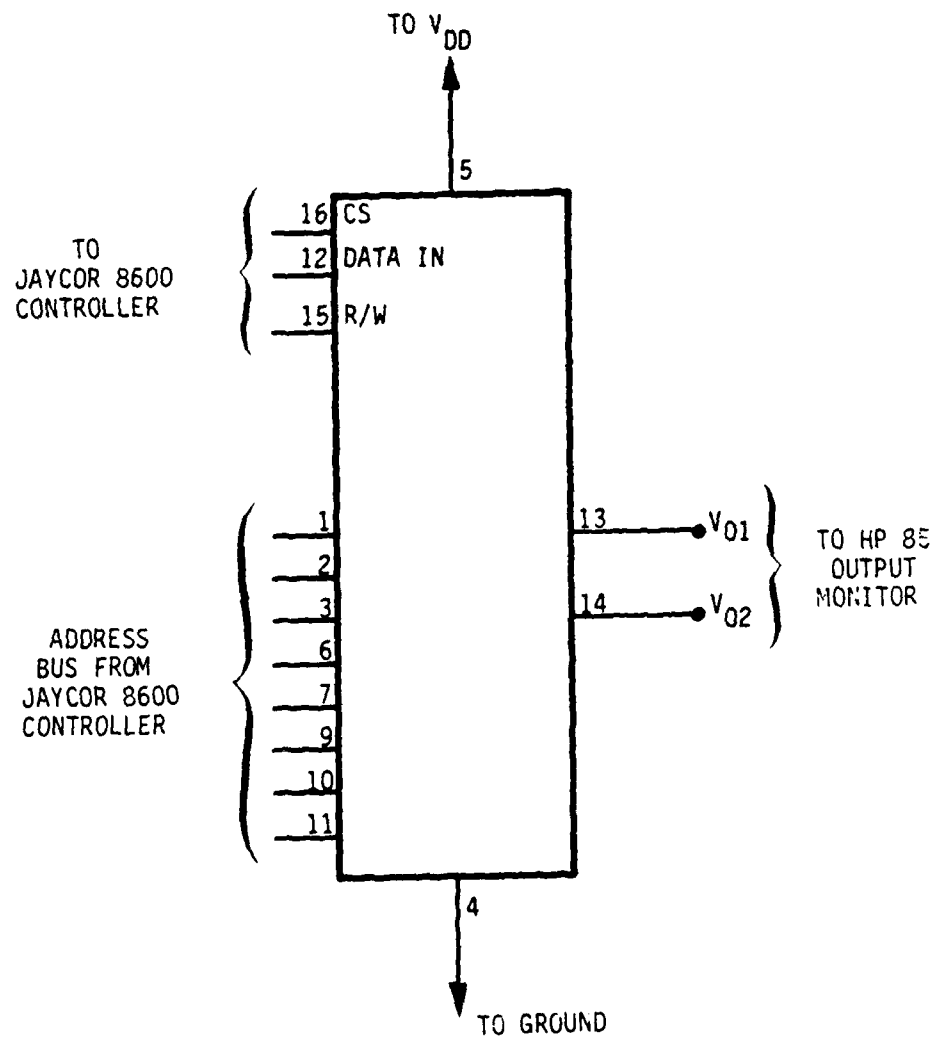 TO V_DD
5
TO
JAYCOR 8600
CONTROLLER
16 CS
12 DATA IN
15 R/W
1
2
3
6
7
9
10
11
ADDRESS
BUS FROM
JAYCOR 8600
CONTROLLER
13 V_O1
14 V_O2
TO HP 85
OUTPUT
MONITOR
4
TO GROUND